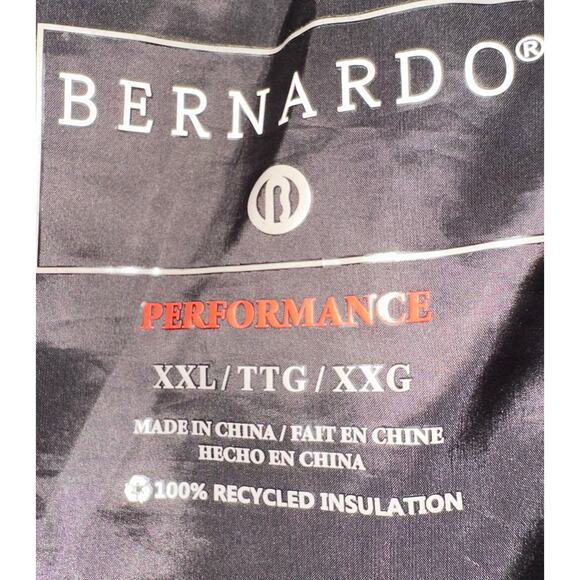 BERNARDO®
B
PERFORMANCE
XXL / TTG / XXG
MADE IN CHINA / FAIT EN CHINE
HECHO EN CHINA
100% RECYCLED INSULATION